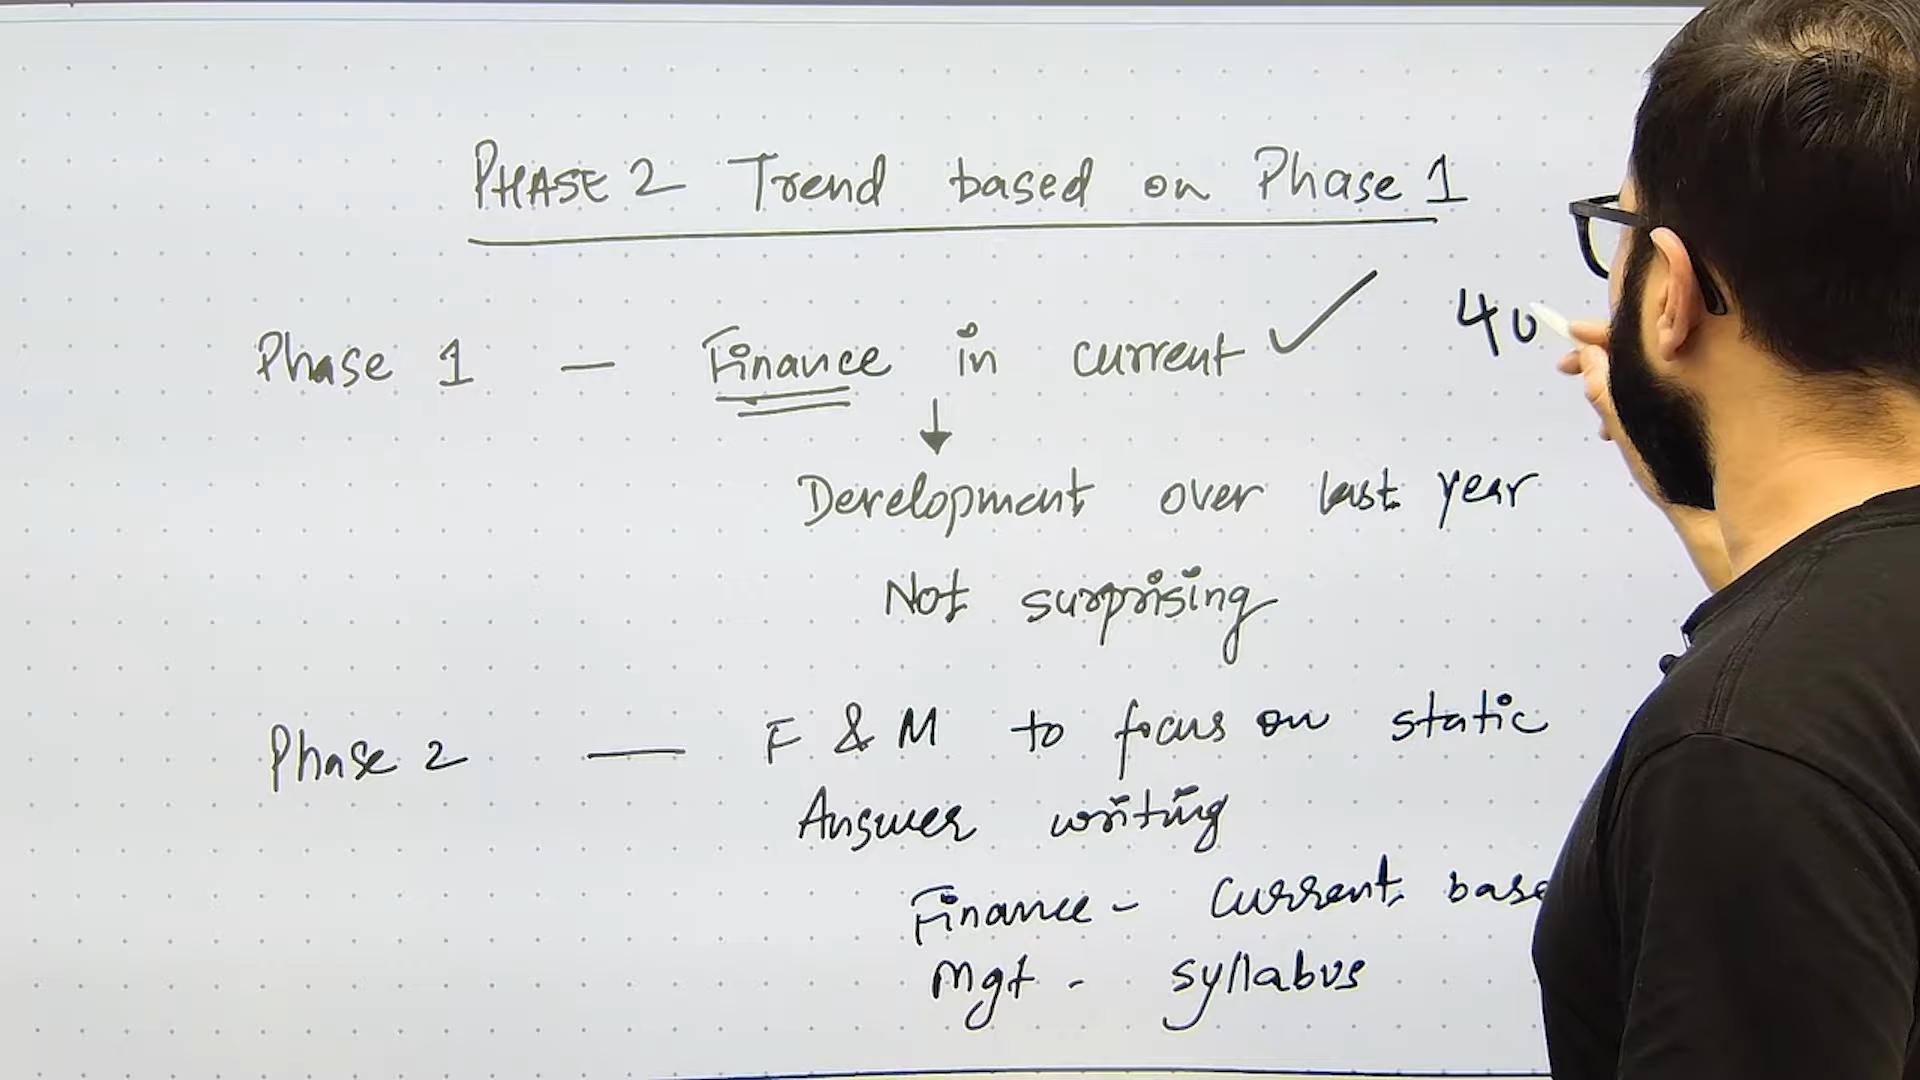 PHASE 2 Trend based on Phase 1
Phase 1 — Finance in current ✓
40
Development over last year
Not surprising
Phase 2 — F & M to focus on static
Answer writing
Finance - Current base
Mgt - syllabus